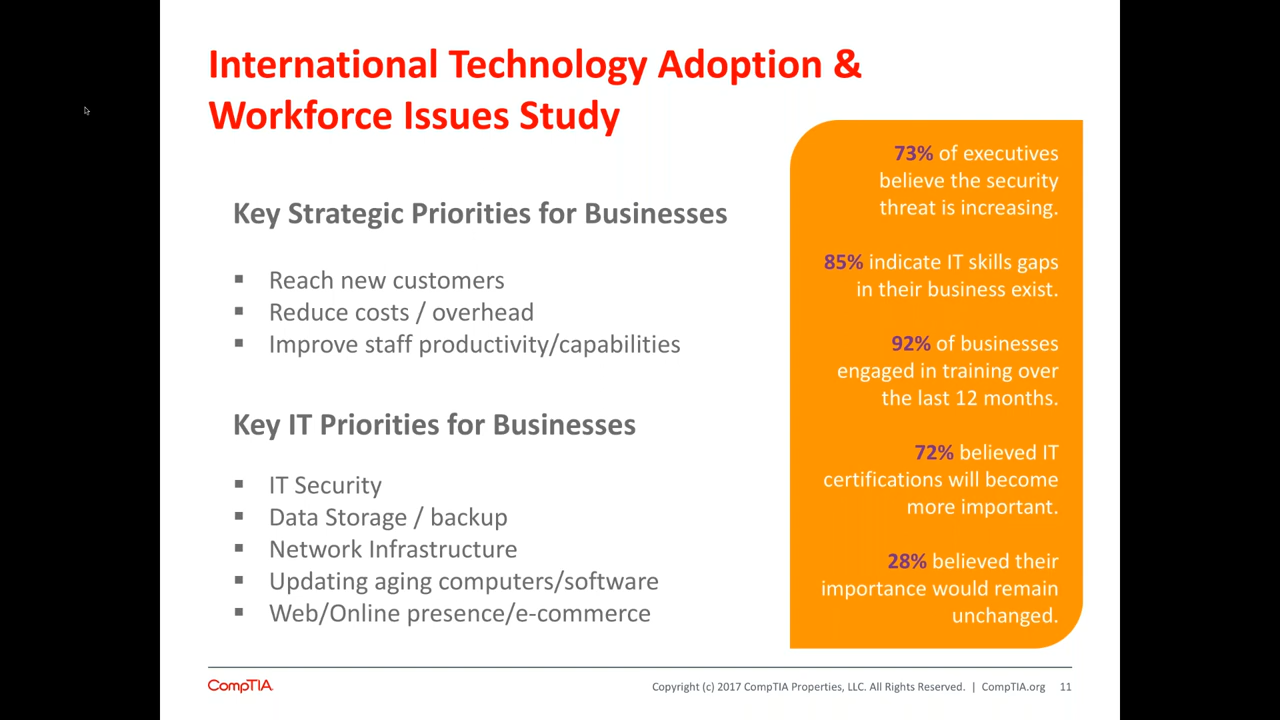 International Technology Adoption &
Workforce Issues Study
Key Strategic Priorities for Businesses
▪ Reach new customers
▪ Reduce costs / overhead
▪ Improve staff productivity/capabilities
Key IT Priorities for Businesses
▪ IT Security
▪ Data Storage / backup
▪ Network Infrastructure
▪ Updating aging computers/software
▪ Web/Online presence/e-commerce
73% of executives
believe the security
threat is increasing.
85% indicate IT skills gaps
in their business exist.
92% of businesses
engaged in training over
the last 12 months.
72% believed IT
certifications will become
more important.
28% believed their
importance would remain
unchanged.
CompTIA
Copyright (c) 2017 CompTIA Properties, LLC. All Rights Reserved. | CompTIA.org 11